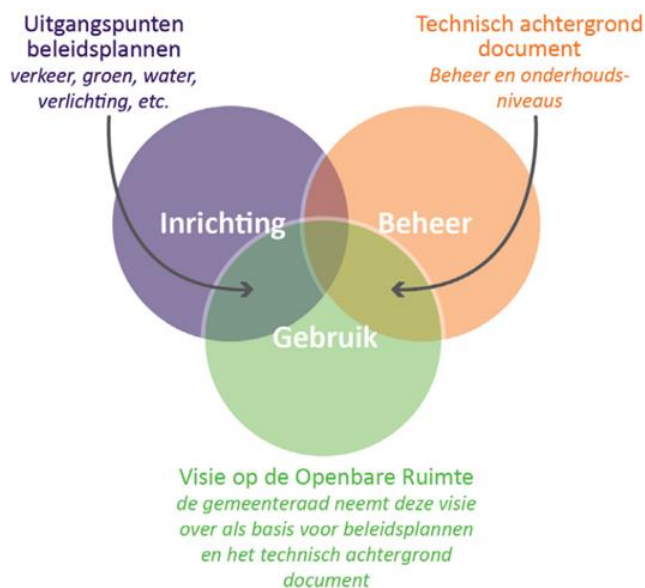 Uitgangspunten
beleidsplannen
verkeer, groen, water,
verlichting, etc.
Technisch achtergrond
document
Beheer en onderhouds-
niveaus
Inrichting
Beheer
Gebruik
Visie op de Openbare Ruimte
de gemeenteraad neemt deze visie
over als basis voor beleidsplannen
en het technisch achtergrond
document